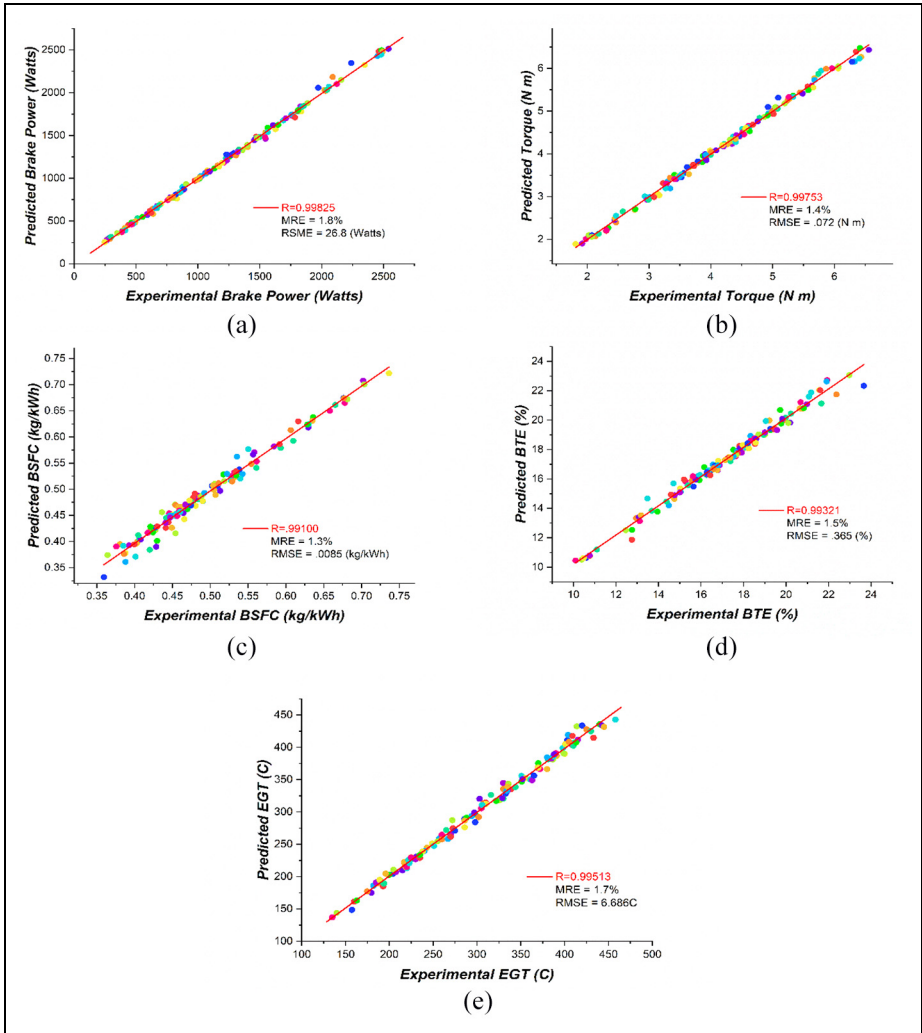 2500
2000
1500
1000
500
0
Predicted Brake Power (Watts)
R=0.99825
MRE = 1.8%
RSME = 26.8 (Watts)
0 500 1000 1500 2000 2500
Experimental Brake Power (Watts)
(a)
6
5
4
3
2
Predicted Torque (N m)
R=0.99753
MRE = 1.4%
RMSE = .072 (N m)
2 3 4 5 6
Experimental Torque (N m)
(b)
0.75
0.70
0.65
0.60
0.55
0.50
0.45
0.40
0.35
Predicted BSFC (kg/kWh)
R=.99100
MRE = 1.3%
RMSE = .0085 (kg/kWh)
0.35 0.40 0.45 0.50 0.55 0.60 0.65 0.70 0.75
Experimental BSFC (kg/kWh)
(c)
24
22
20
18
16
14
12
10
Predicted BTE (%)
R=0.99321
MRE = 1.5%
RMSE = .365 (%)
10 12 14 16 18 20 22 24
Experimental BTE (%)
(d)
450
400
350
300
250
200
150
100
Predicted EGT (C)
R=0.99513
MRE = 1.7%
RMSE = 6.686C
100 150 200 250 300 350 400 450 500
Experimental EGT (C)
(e)